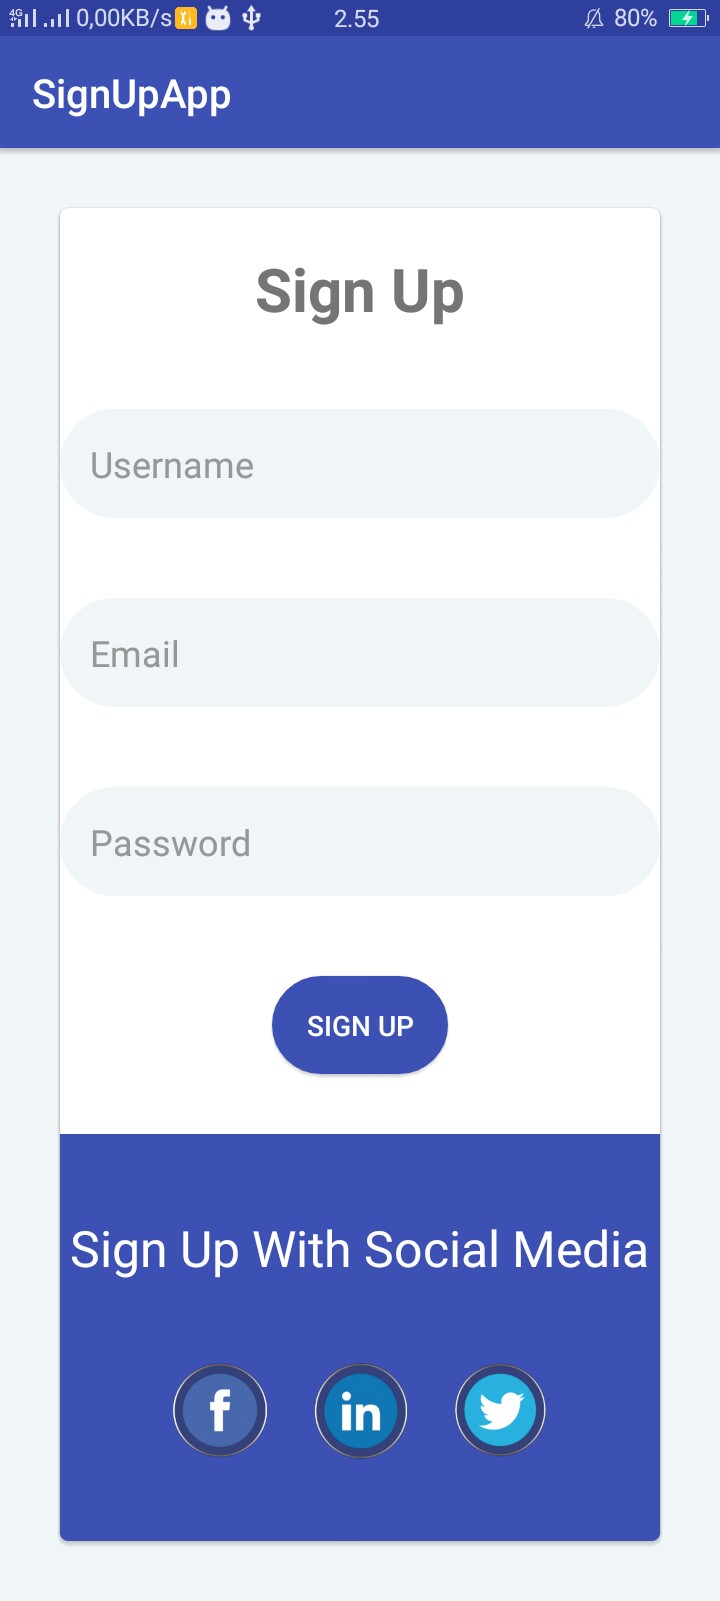 4G 0,00KB/s 2.55 80%
SignUpApp
Sign Up
Username
Email
Password
SIGN UP
Sign Up With Social Media
f in